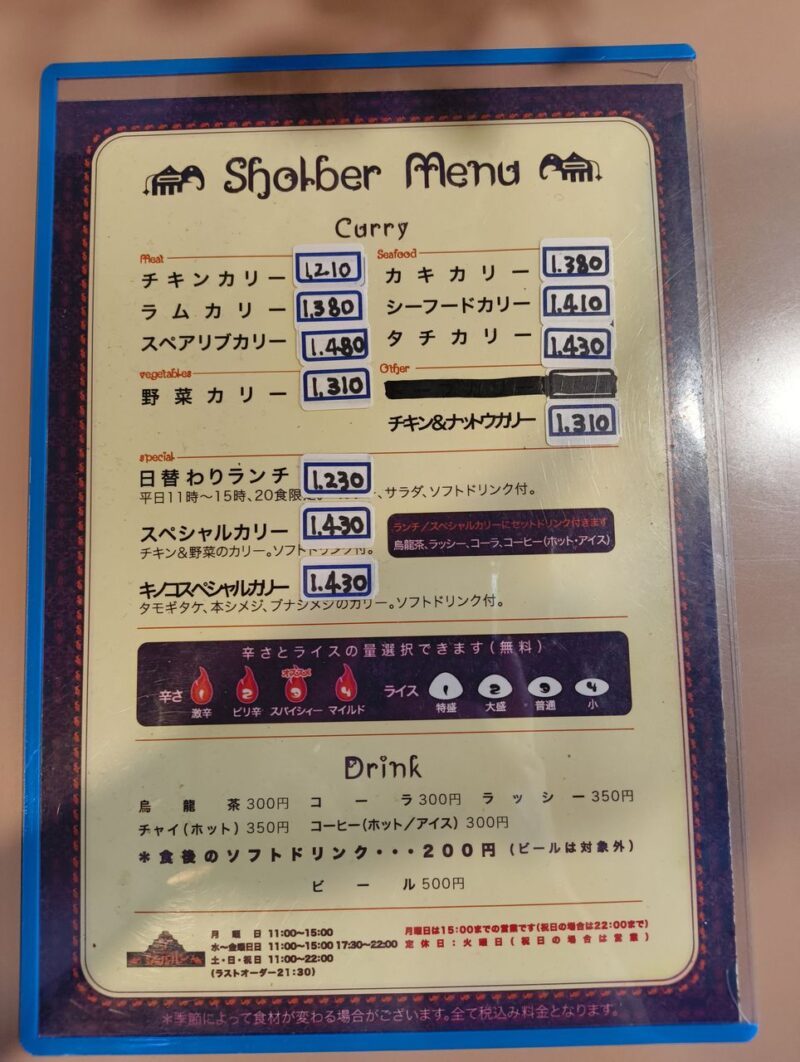 Sholber Menu
Curry
Meat
チキンカリー 1,210
ラムカリー 1,380
スペアリブカリー 1.480
vegetables
野菜カリー 1,310
Seafood
カキカリー 1.380
シーフードカリー 1.410
タチカリー 1.430
Other
チキン&ナットウカリー 1.310
special
日替わりランチ 1.230
平日11時〜15時、20食限定。 、サラダ、ソフトドリンク付。
スペシャルカリー 1.430
チキン&野菜のカリー。ソフトドリンク付。
ランチ/スペシャルカリーにセットドリンク付きます
烏龍茶、ラッシー、コーラ、コーヒー(ホット・アイス)
キノコスペシャルカリー 1.430
タモギタケ、本シメジ、ブナシメジのカリー。ソフトドリンク付。
辛さとライスの量選択できます(無料)
オススメ
辛さ 1 2 3 4 ライス 1 2 3 4
激辛 ピリ辛 スパイシィー マイルド 特盛 大盛 普通 小
Drink
烏龍茶 300円 コーラ 300円 ラッシー 350円
チャイ(ホット) 350円 コーヒー(ホット/アイス) 300円
*食後のソフトドリンク・・・200円(ビールは対象外)
ビール 500円
月曜日 11:00〜15:00
水〜金曜日 11:00〜15:00 17:30〜22:00
土・日・祝日 11:00〜22:00
(ラストオーダー21:30)
月曜日は15:00までの営業です(祝日の場合は22:00まで)
定休日:火曜日(祝日の場合は営業)
*季節によって食材が変わる場合がございます。全て税込み料金となります。